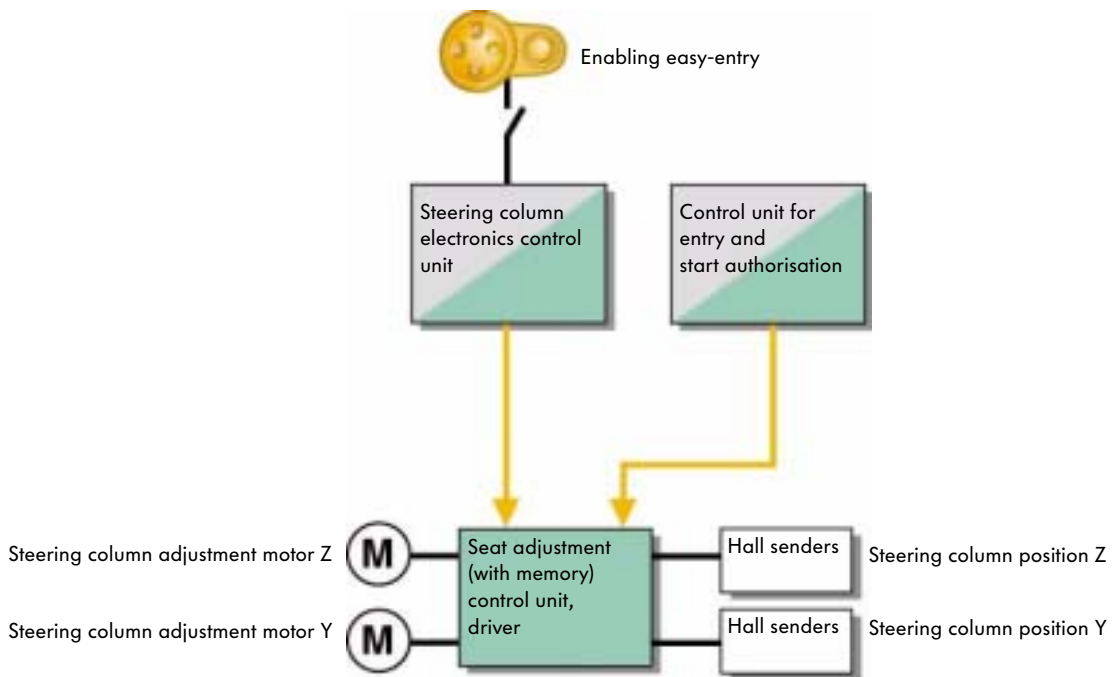 Enabling easy-entry
Steering column
electronics control
unit
Control unit for
entry and
start authorisation
Steering column adjustment motor Z
M
Seat adjustment
(with memory)
control unit,
driver
Hall senders
Steering column position Z
Steering column adjustment motor Y
M
Hall senders
Steering column position Y